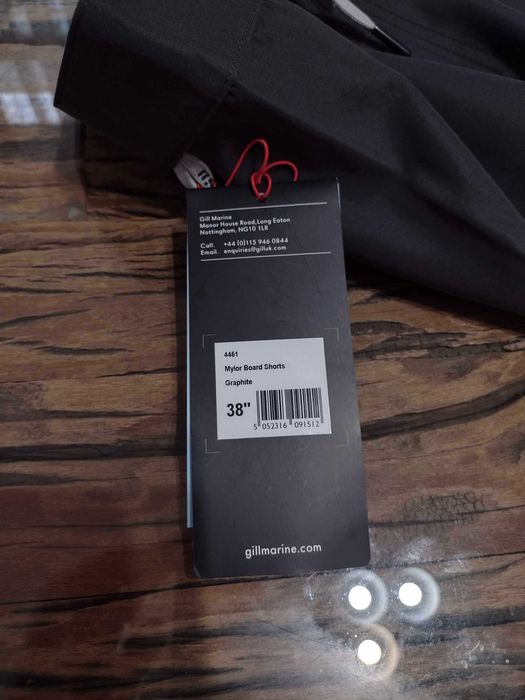 Gill Marine
Manor House Road, Long Eaton
Nottingham, NG10 1LR
Call. +44 (0)115 946 0844
Email. enquiries@gilluk.com
4461
Mylor Board Shorts
Graphite
38"
5 052316 091512
gillmarine.com